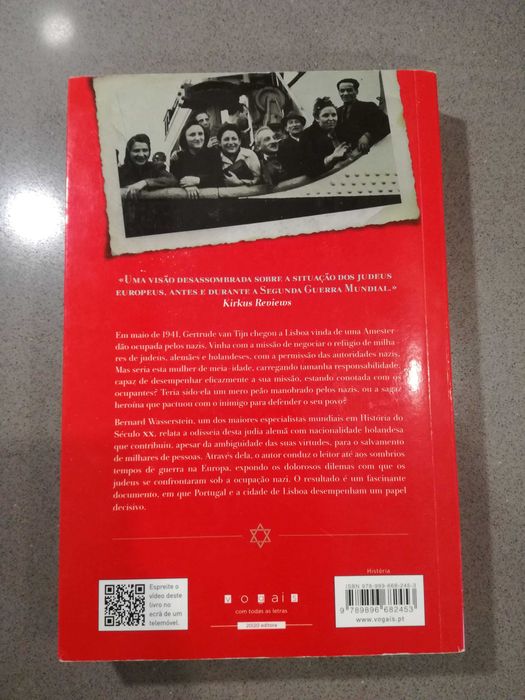 «Uma visão desassombrada sobre a situação dos judeus
europeus, antes e durante a Segunda Guerra Mundial.»
Kirkus Reviews
Em maio de 1941, Gertrude van Tijn chegou a Lisboa vinda de uma Amester-
dão ocupada pelos nazis. Vinha com a missão de negociar o refúgio de milha-
res de judeus, alemães e holandeses, com a permissão das autoridades nazis.
Mas seria esta mulher de meia-idade, carregando tamanha responsabilidade,
capaz de desempenhar eficazmente a sua missão, estando conotada com os
ocupantes? Teria sido ela um mero peão manobrado pelos nazis, ou a sagaz
heroína que pactuou com o inimigo para defender o seu povo?
Bernard Wasserstein, um dos maiores especialistas mundiais em História do
Século XX, relata a odisseia desta judia alemã com nacionalidade holandesa
que contribuiu, apesar da ambiguidade das suas virtudes, para o salvamento
de milhares de pessoas. Através dela, o autor conduz o leitor até aos sombrios
tempos de guerra na Europa, expondo os dolorosos dilemas com que os
judeus se confrontaram sob a ocupação nazi. O resultado é um fascinante
documento, em que Portugal e a cidade de Lisboa desempenham um papel
decisivo.
Espreite o
vídeo deste
livro no
ecrã de um
telemóvel.
vogais
com todas as letras
20|20 editora
História
ISBN 978-989-668-245-3
9 789896 682453
www.vogais.pt